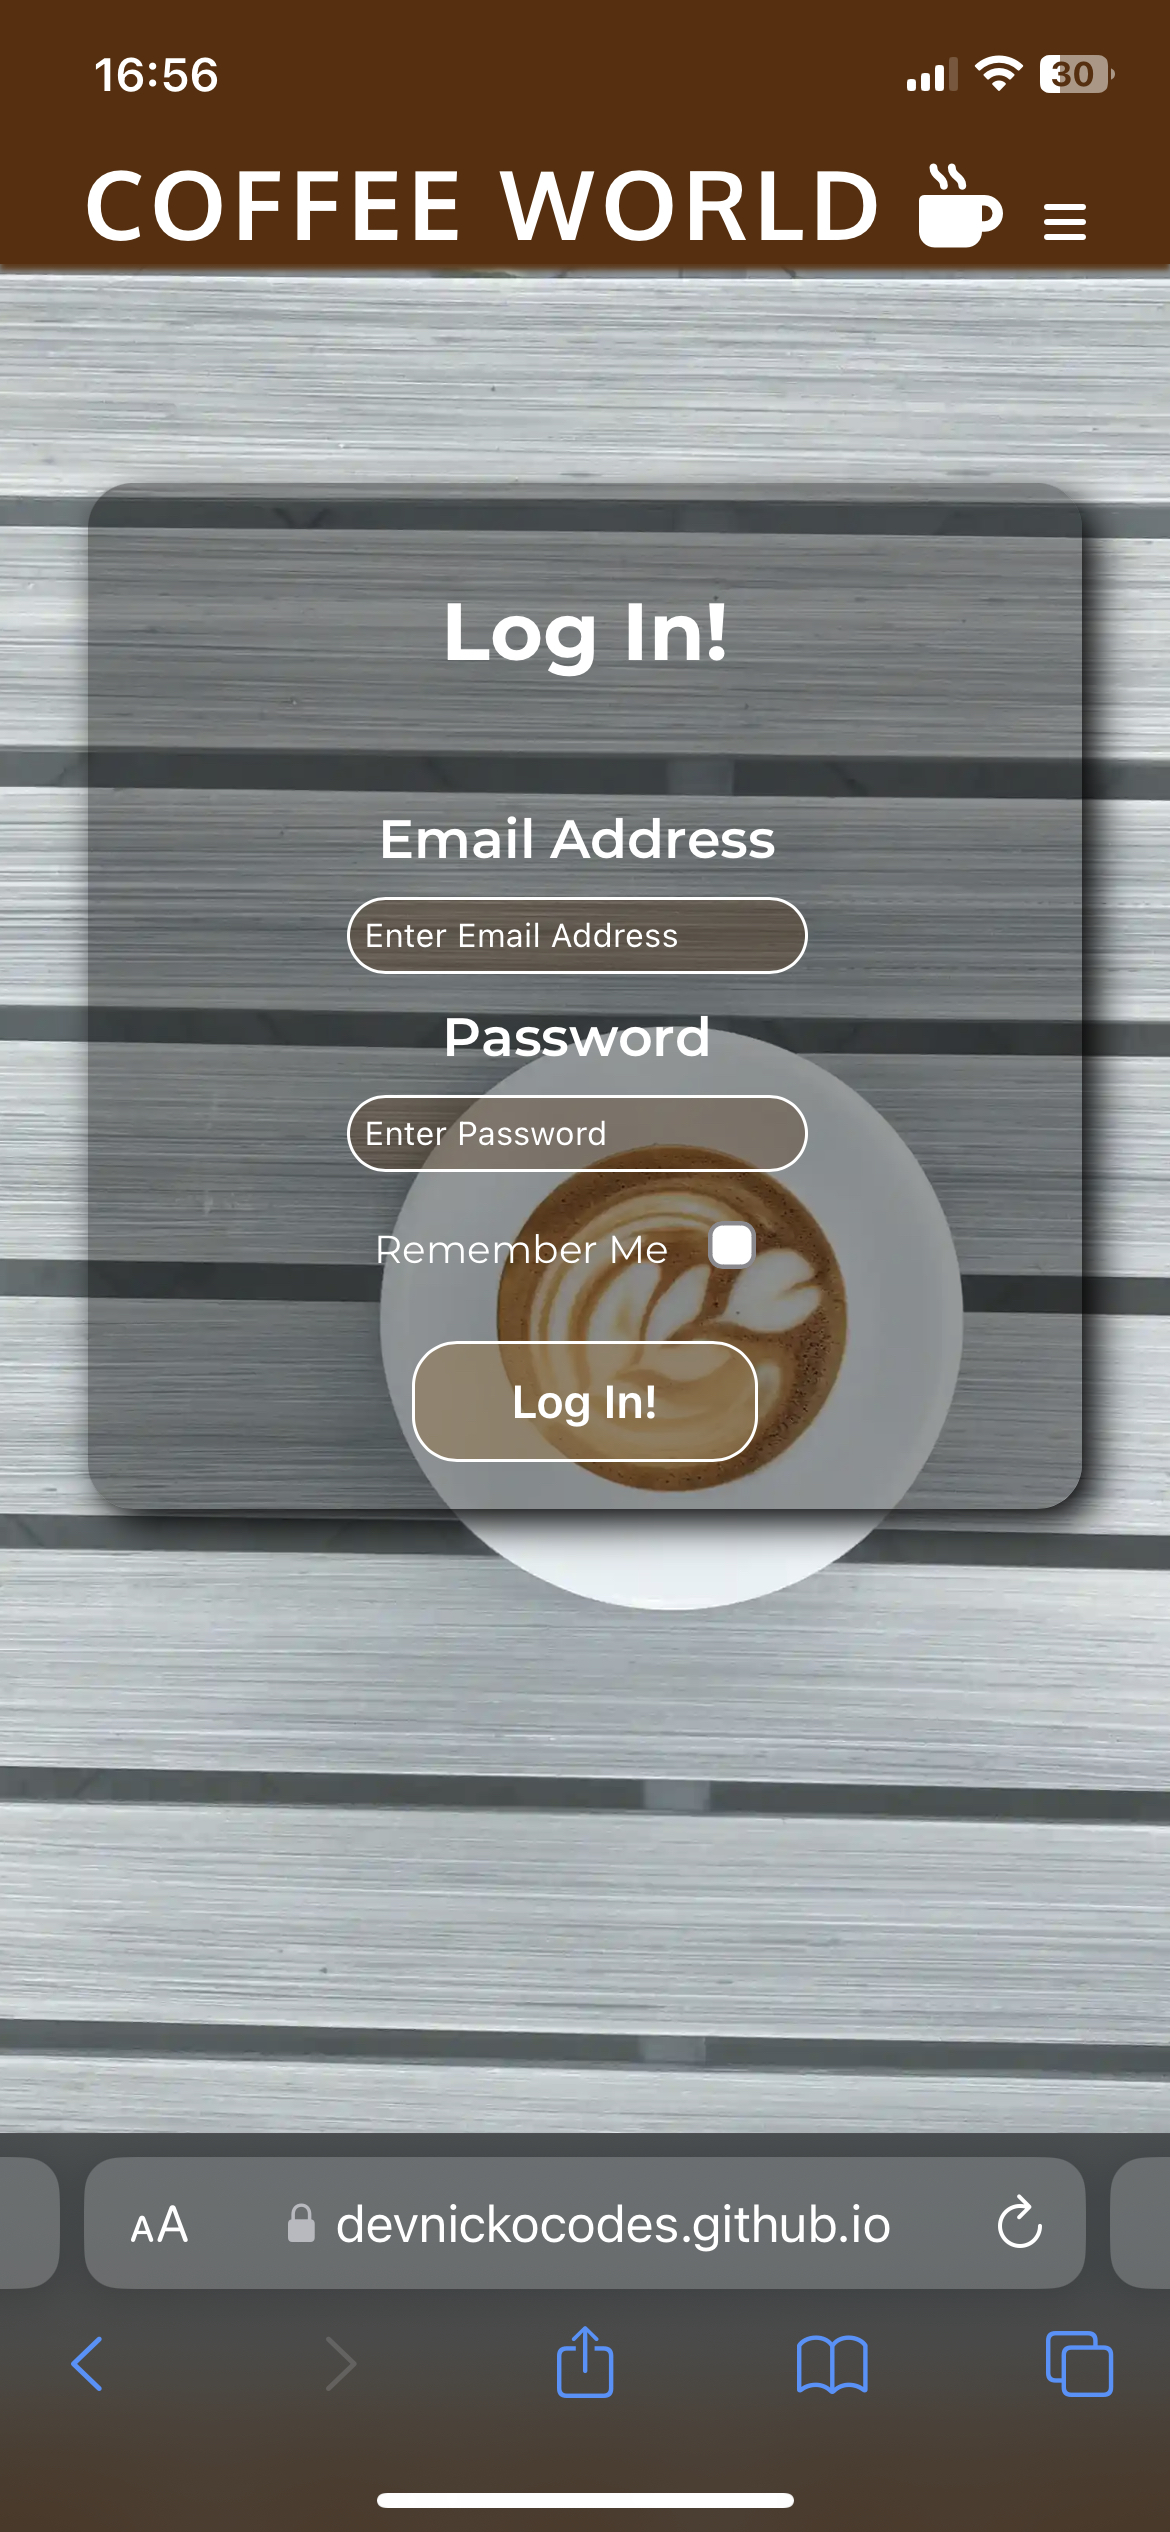 16:56
30
COFFEE WORLD
Log In!
Email Address
Enter Email Address
Password
Enter Password
Remember Me
Log In!
AA
devnickocodes.github.io